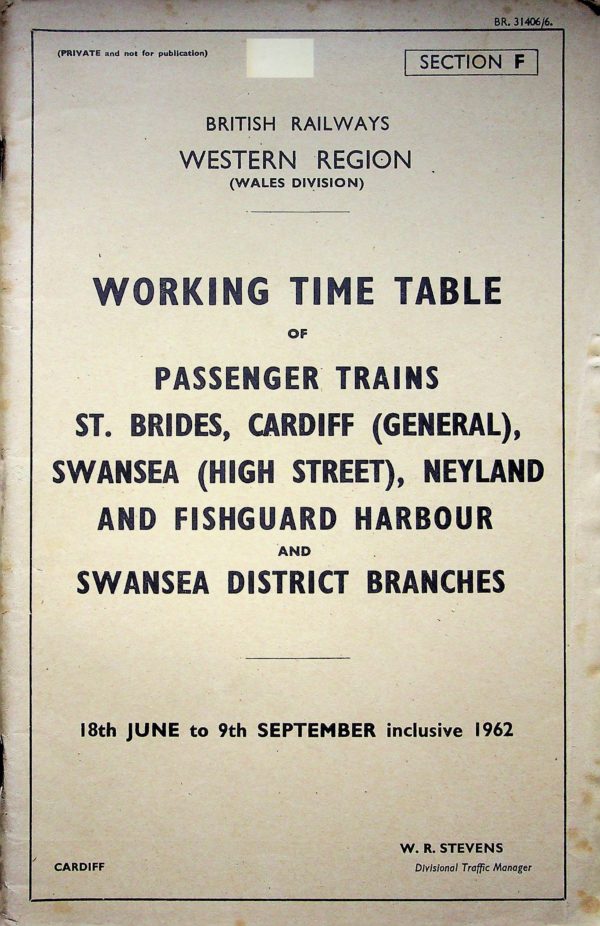 BR. 31406/6.
(PRIVATE and not for publication)
SECTION F
BRITISH RAILWAYS
WESTERN REGION
(WALES DIVISION)
WORKING TIME TABLE
OF
PASSENGER TRAINS
ST. BRIDES, CARDIFF (GENERAL),
SWANSEA (HIGH STREET), NEYLAND
AND FISHGUARD HARBOUR
AND
SWANSEA DISTRICT BRANCHES
18th JUNE to 9th SEPTEMBER inclusive 1962
W. R. STEVENS
CARDIFF
Divisional Traffic Manager